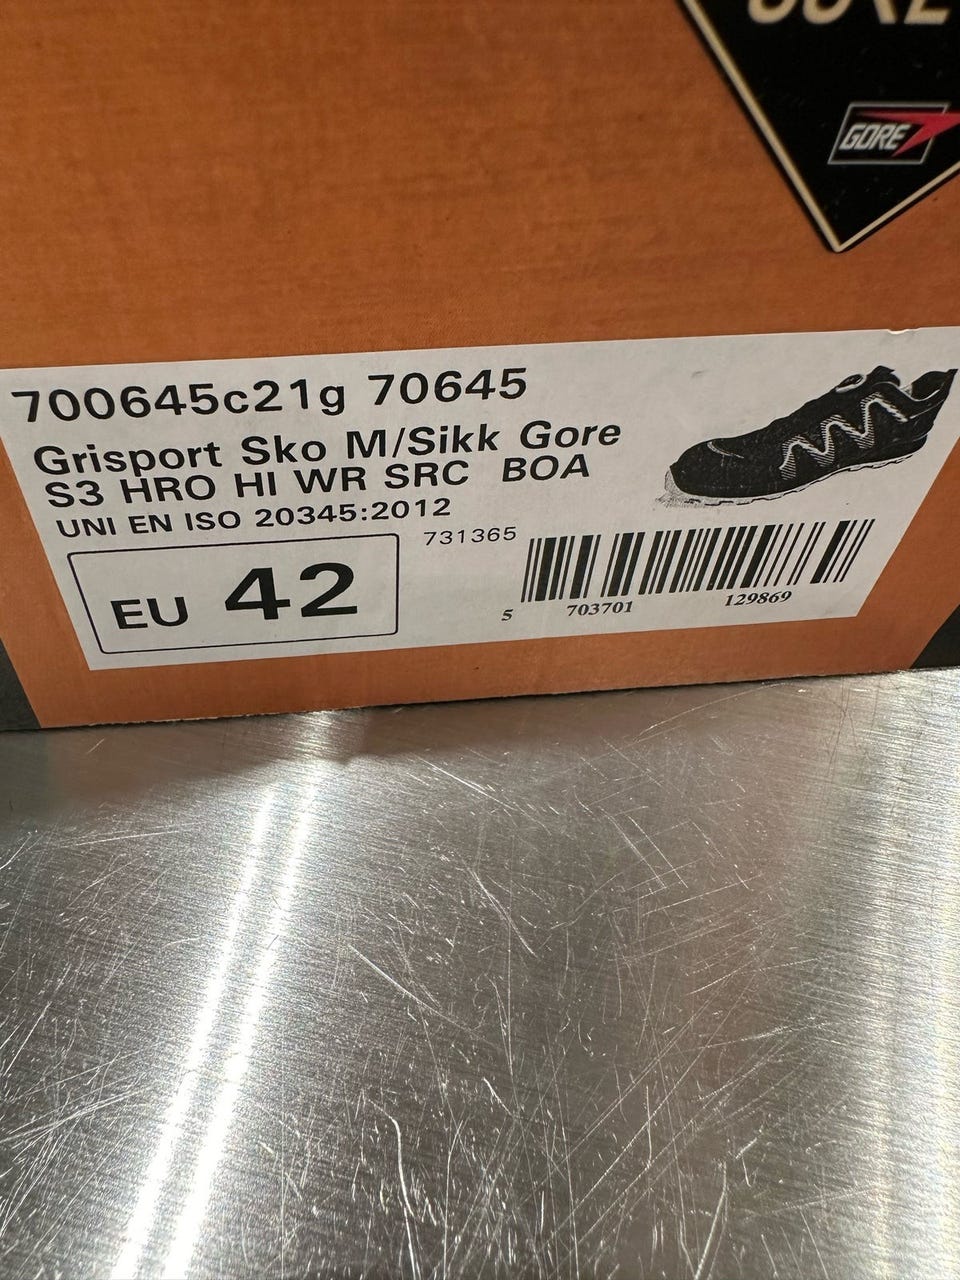 GORE
700645c21g 70645
Grisport Sko M/Sikk Gore
S3 HRO HI WR SRC BOA
UNI EN ISO 20345:2012
731365
EU 42
5 703701 129869